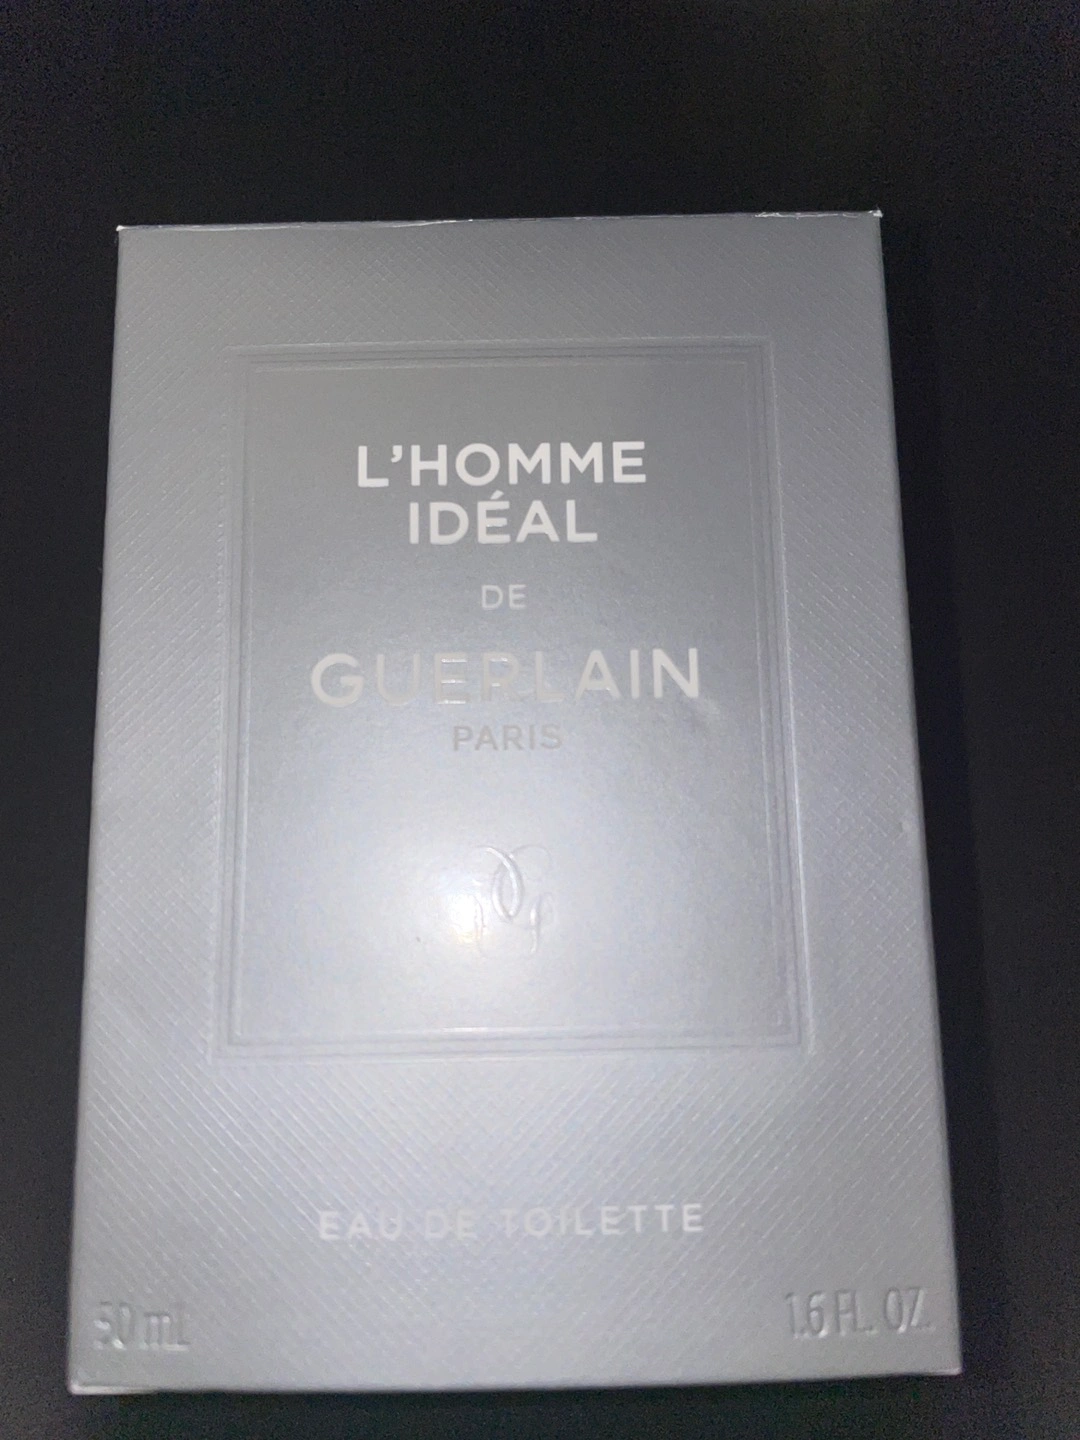 L'HOMME
IDÉAL
DE
GUERLAIN
PARIS
EAU DE TOILETTE
50 mL
1.6 FL. OZ.